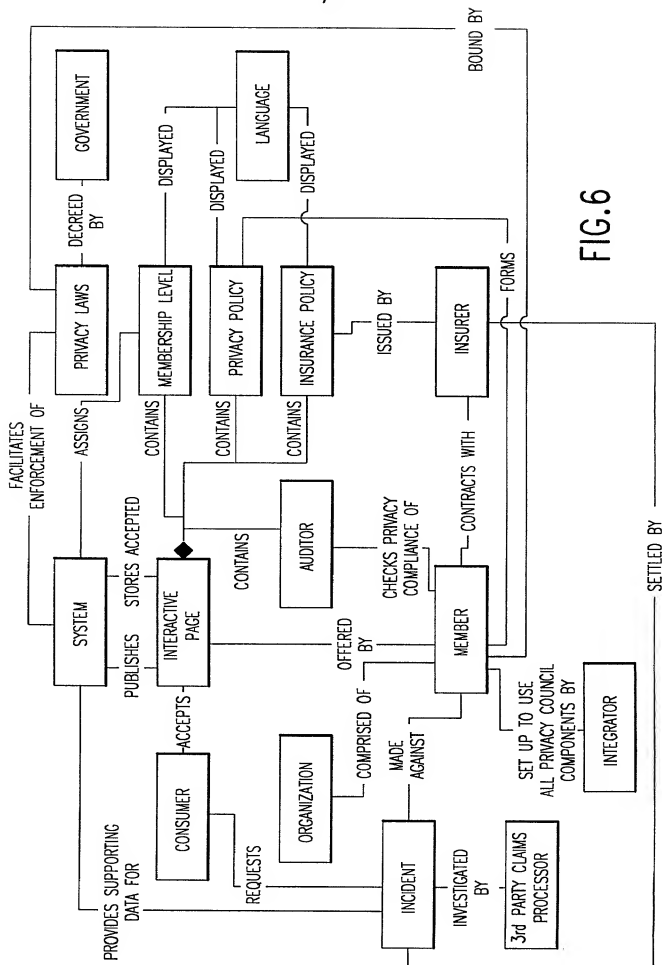 FACILITATES
ENFORCEMENT OF
BOUND BY
GOVERNMENT
DECREED
BY
PRIVACY LAWS
SYSTEM
ASSIGNS
PROVIDES SUPPORTING
DATA FOR
PUBLISHES
STORES ACCEPTED
MEMBERSHIP LEVEL
DISPLAYED
LANGUAGE
CONSUMER
ACCEPTS
INTERACTIVE
PAGE
CONTAINS
CONTAINS
PRIVACY POLICY
DISPLAYED
REQUESTS
CONTAINS
AUDITOR
CONTAINS
INSURANCE POLICY
DISPLAYED
OFFERED
BY
ORGANIZATION
COMPRISED OF
CHECKS PRIVACY
COMPLIANCE OF
ISSUED BY
INCIDENT
MADE
AGAINST
MEMBER
CONTRACTS WITH
INSURER
FORMS
INVESTIGATED
BY
3rd PARTY CLAIMS
PROCESSOR
SET UP TO USE
ALL PRIVACY COUNCIL
COMPONENTS BY
INTEGRATOR
SETTLED BY
FIG.6